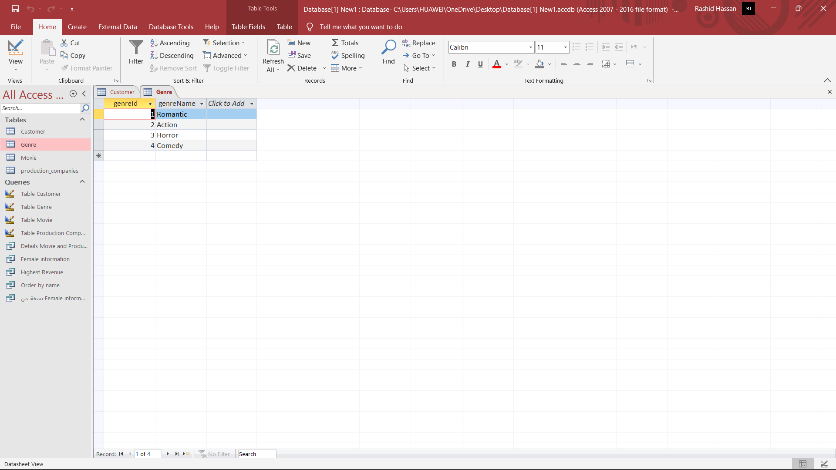 Table Tools
Database[1] New1 : Database- C:\Users\HUAWEI\OneDrive\Desktop\Database[1] New1.accdb (Access 2007 - 2016 file format) -...
Rashid Hassan
File Home Create External Data Database Tools Help Table Fields Table Tell me what you want to do
View
Views
Paste
Cut
Copy
Format Painter
Clipboard
Filter
Ascending
Descending
Remove Sort
Selection
Advanced
Toggle Filter
Sort & Filter
Refresh
All
New
Save
Delete
Totals
Spelling
More
Records
Find
Replace
Go To
Select
Find
Calibri 11
B I U A
Text Formatting
All Access ...
Search...
Tables
Customer
Genre
Movie
production_companies
Queries
Table Customer
Table Genre
Table Movie
Table Production Comp...
Details Movie and Produ...
Female information
Highest Revenue
Order by name
Female inform...
Customer Genre
genreId genreName Click to Add
1 Romantic
2 Action
3 Horror
4 Comedy
Record: 1 of 4 No Filter Search
Datasheet View